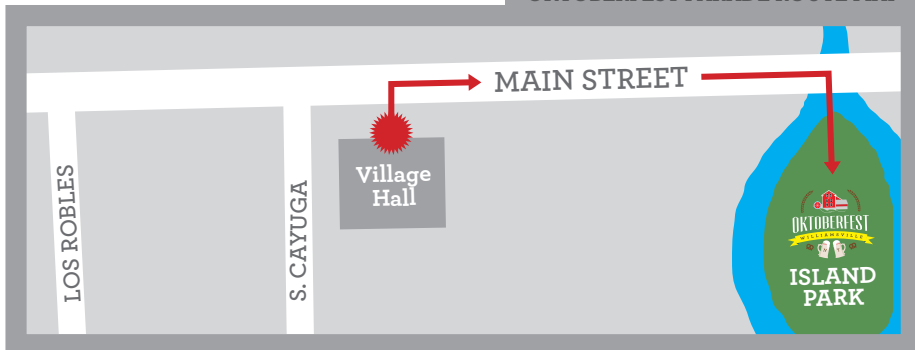 MAIN STREET
Village
Hall
LOS ROBLES
S. CAYUGA
OKTOBERFEST
WILLIAMSVILLE
ISLAND
PARK